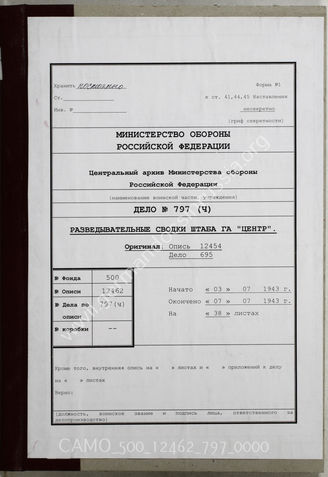 Хранить постоянно
Форма №1
От.
к ст. 41,44,45 Наставления
Инв. №
несекретно
(гриф секретности)
МИНИСТЕРСТВО ОБОРОНЫ
РОССИЙСКОЙ ФЕДЕРАЦИИ
Центральный архив Министерства обороны
Российской Федерации
(наименование воинской части, учреждения)
ДЕЛО № 797 (Ч)
РАЗВЕДЫВАТЕЛЬНЫЕ СВОДКИ ШТАБА ГА "ЦЕНТР".
Оригинал Опись 12454
Дело 695
№ Фонда 500
№ Описи 12462
№ Дела по описи 797(ч)
№ коробки --
Начато « 03 » 07 1943 г.
Окончено « 07 » 07 1943 г.
На « 38 » листах
Кроме того, внутренняя опись на « » листах и « » приложений к делу
на « » листах
Верно:
(должность, воинское звание и подпись лица, ответственного за
делопроизводство)
CAMO_500_12462_797_0000